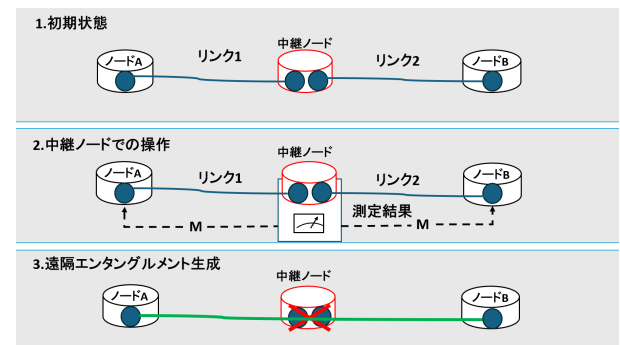 1.初期状態
中継ノード
ノードA
リンク1
リンク2
ノードB
2.中継ノードでの操作
中継ノード
ノードA
リンク1
リンク2
ノードB
測定結果
M
M
3.遠隔エンタングルメント生成
中継ノード
ノードA
ノードB